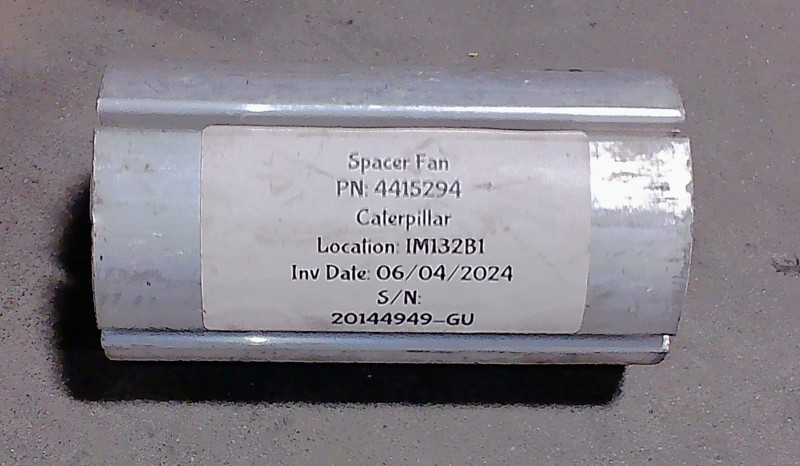 Spacer Fan
PN: 4415294
Caterpillar
Location: IM132B1
Inv Date: 06/04/2024
S/N:
20144949-GU